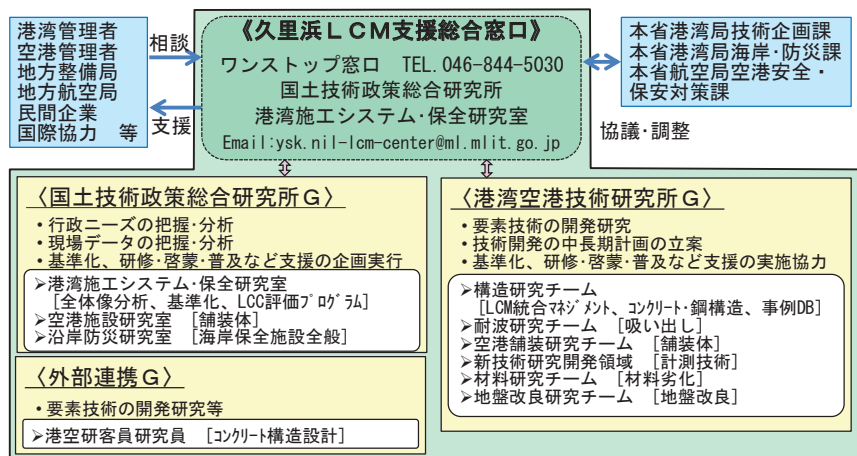 港湾管理者
空港管理者
地方整備局
地方航空局
民間企業
国際協力　等
相談
支援
《久里浜ＬＣＭ支援総合窓口》
ワンストップ窓口　TEL.046-844-5030
国土技術政策総合研究所
港湾施工システム・保全研究室
Email:ysk.nil-lcm-center@ml.mlit.go.jp
本省港湾局技術企画課
本省港湾局海岸・防災課
本省航空局空港安全・
保安対策課
協議・調整
〈国土技術政策総合研究所Ｇ〉
・行政ニーズの把握・分析
・現場データの把握・分析
・基準化、研修・啓蒙・普及など支援の企画実行
➢港湾施工システム・保全研究室
［全体像分析、基準化、LCC評価ﾌﾟﾛｸﾞﾗﾑ］
➢空港施設研究室　［舗装体］
➢沿岸防災研究室　［海岸保全施設全般］
〈外部連携Ｇ〉
・要素技術の開発研究等
➢港空研客員研究員　［ｺﾝｸﾘｰﾄ構造設計］
〈港湾空港技術研究所Ｇ〉
・要素技術の開発研究
・技術開発の中長期計画の立案
・基準化、研修・啓蒙・普及など支援の実施協力
➢構造研究チーム
［LCM統合ﾏﾈｼﾞﾒﾝﾄ、ｺﾝｸﾘｰﾄ・鋼構造、事例DB］
➢耐波研究チーム　［吸い出し］
➢空港舗装研究チーム　［舗装体］
➢新技術研究開発領域　［計測技術］
➢材料研究チーム　［材料劣化］
➢地盤改良研究チーム　［地盤改良］